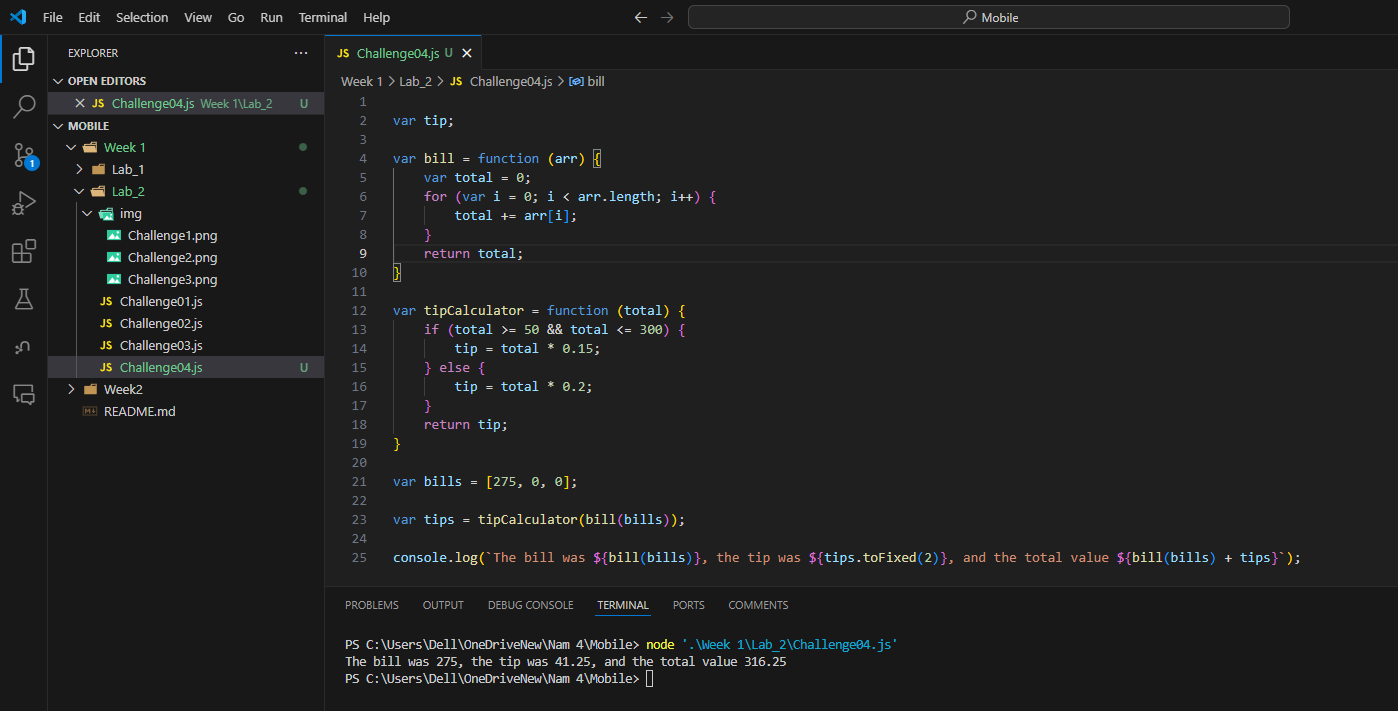 File Edit Selection View Go Run Terminal Help
Mobile
EXPLORER
OPEN EDITORS
JS Challenge04.js Week 1\Lab_2 U
MOBILE
Week 1
Lab_1
Lab_2
img
Challenge1.png
Challenge2.png
Challenge3.png
JS Challenge01.js
JS Challenge02.js
JS Challenge03.js
JS Challenge04.js U
Week2
README.md
1
JS Challenge04.js U
Week 1 > Lab_2 > JS Challenge04.js > bill
1
2 var tip;
3
4 var bill = function (arr) {
5 var total = 0;
6 for (var i = 0; i < arr.length; i++) {
7 total += arr[i];
8 }
9 return total;
10 }
11
12 var tipCalculator = function (total) {
13 if (total >= 50 && total <= 300) {
14 tip = total * 0.15;
15 } else {
16 tip = total * 0.2;
17 }
18 return tip;
19 }
20
21 var bills = [275, 0, 0];
22
23 var tips = tipCalculator(bill(bills));
24
25 console.log(`The bill was ${bill(bills)}, the tip was ${tips.toFixed(2)}, and the total value ${bill(bills) + tips}`);
PROBLEMS OUTPUT DEBUG CONSOLE TERMINAL PORTS COMMENTS
PS C:\Users\Dell\OneDriveNew\Nam 4\Mobile> node '.\Week 1\Lab_2\Challenge04.js'
The bill was 275, the tip was 41.25, and the total value 316.25
PS C:\Users\Dell\OneDriveNew\Nam 4\Mobile>